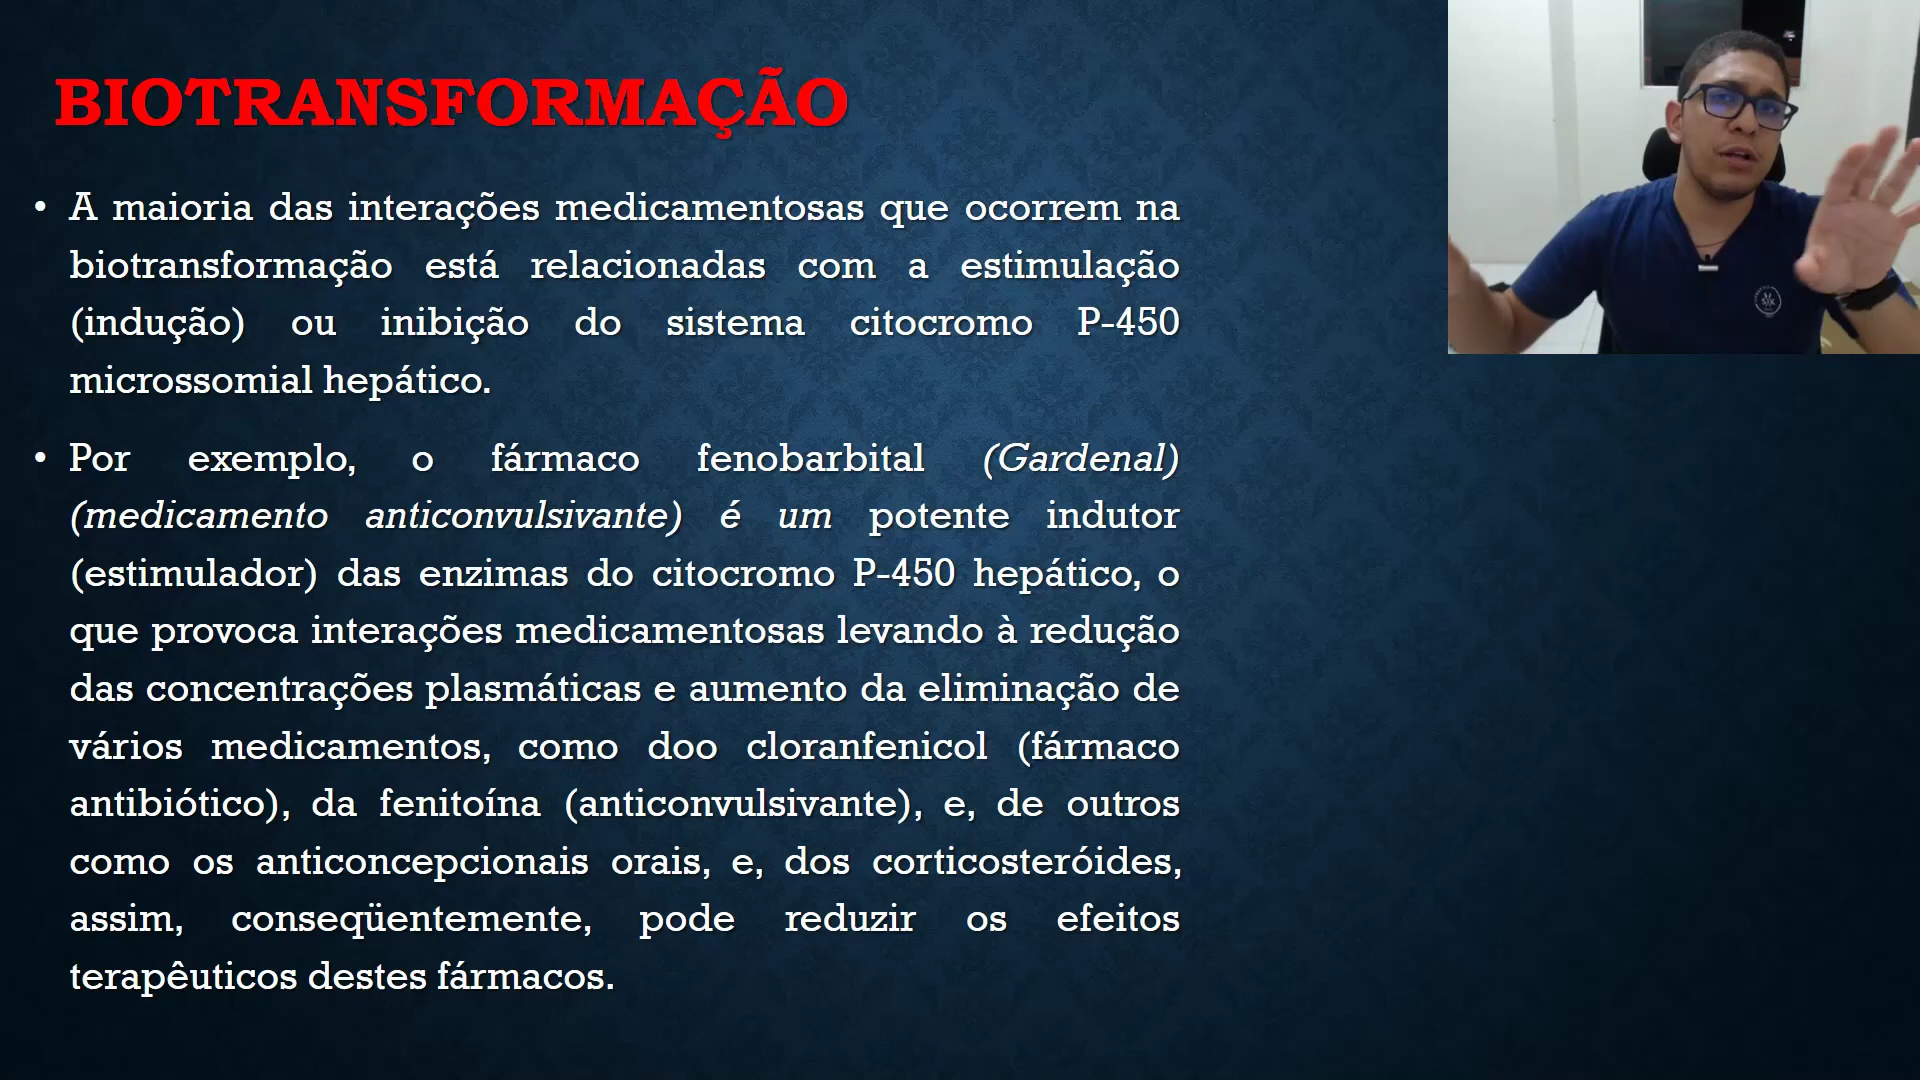 BIOTRANSFORMAÇÃO
• A maioria das interações medicamentosas que ocorrem na
biotransformação está relacionadas com a estimulação
(indução) ou inibição do sistema citocromo P-450
microssomial hepático.
• Por exemplo, o fármaco fenobarbital (Gardenal)
(medicamento anticonvulsivante) é um potente indutor
(estimulador) das enzimas do citocromo P-450 hepático, o
que provoca interações medicamentosas levando à redução
das concentrações plasmáticas e aumento da eliminação de
vários medicamentos, como doo cloranfenicol (fármaco
antibiótico), da fenitoína (anticonvulsivante), e, de outros
como os anticoncepcionais orais, e, dos corticosteróides,
assim, conseqüentemente, pode reduzir os efeitos
terapêuticos destes fármacos.